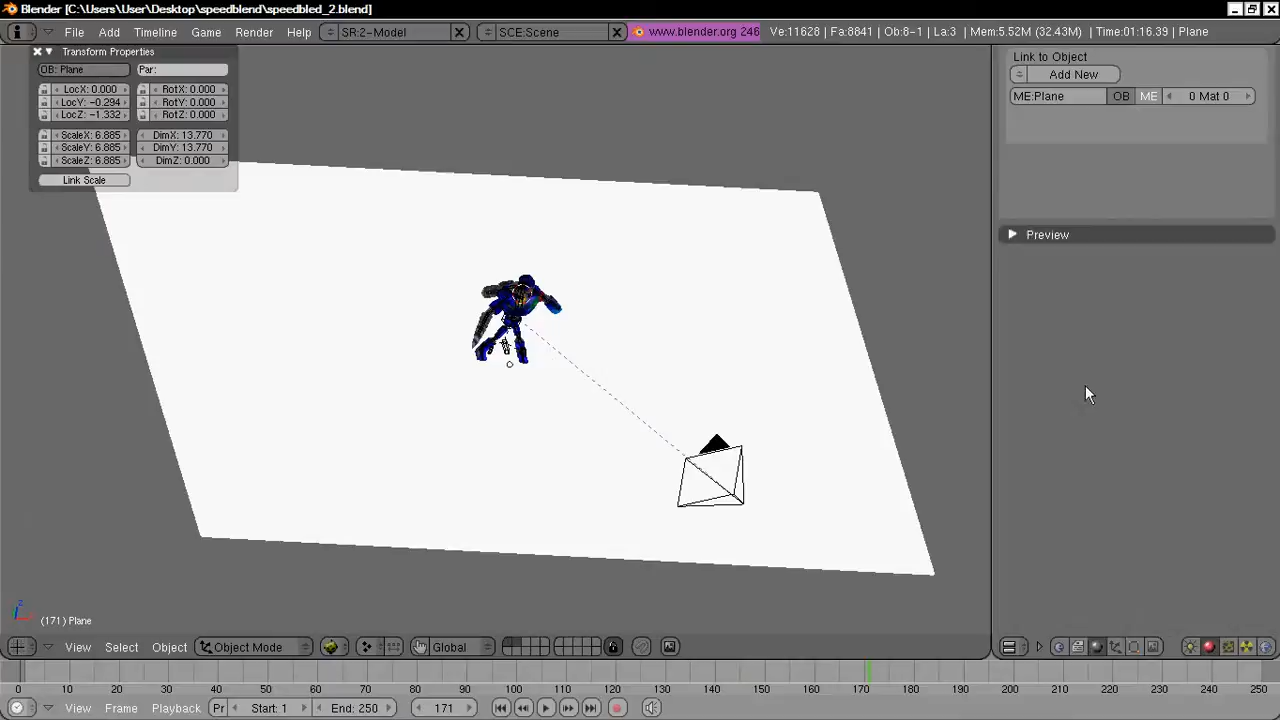 Blender [C:\Users\User\Desktop\speedblend\speedbled_2.blend]
File Add Timeline Game Render Help SR:2-Model SCE:Scene www.blender.org 246 Ve:11628 | Fa:8841 | Ob:8-1 | La:3 | Mem:5.52M (32.43M) | Time:01:16.39 | Plane
Transform Properties
OB: Plane Par:
LocX: 0.000 RotX: 0.000
LocY: -0.294 RotY: 0.000
LocZ: -1.332 RotZ: 0.000
ScaleX: 6.885 DimX: 13.770
ScaleY: 6.885 DimY: 13.770
ScaleZ: 6.885 DimZ: 0.000
Link Scale
Link to Object
Add New
ME:Plane OB ME 0 Mat 0
Preview
z
(171) Plane
View Select Object Object Mode Global
0 10 20 30 40 50 60 70 80 90 100 110 120 130 140 150 160 170 180 190 200 210 220 230 240 250
View Frame Playback Pr Start: 1 End: 250 171